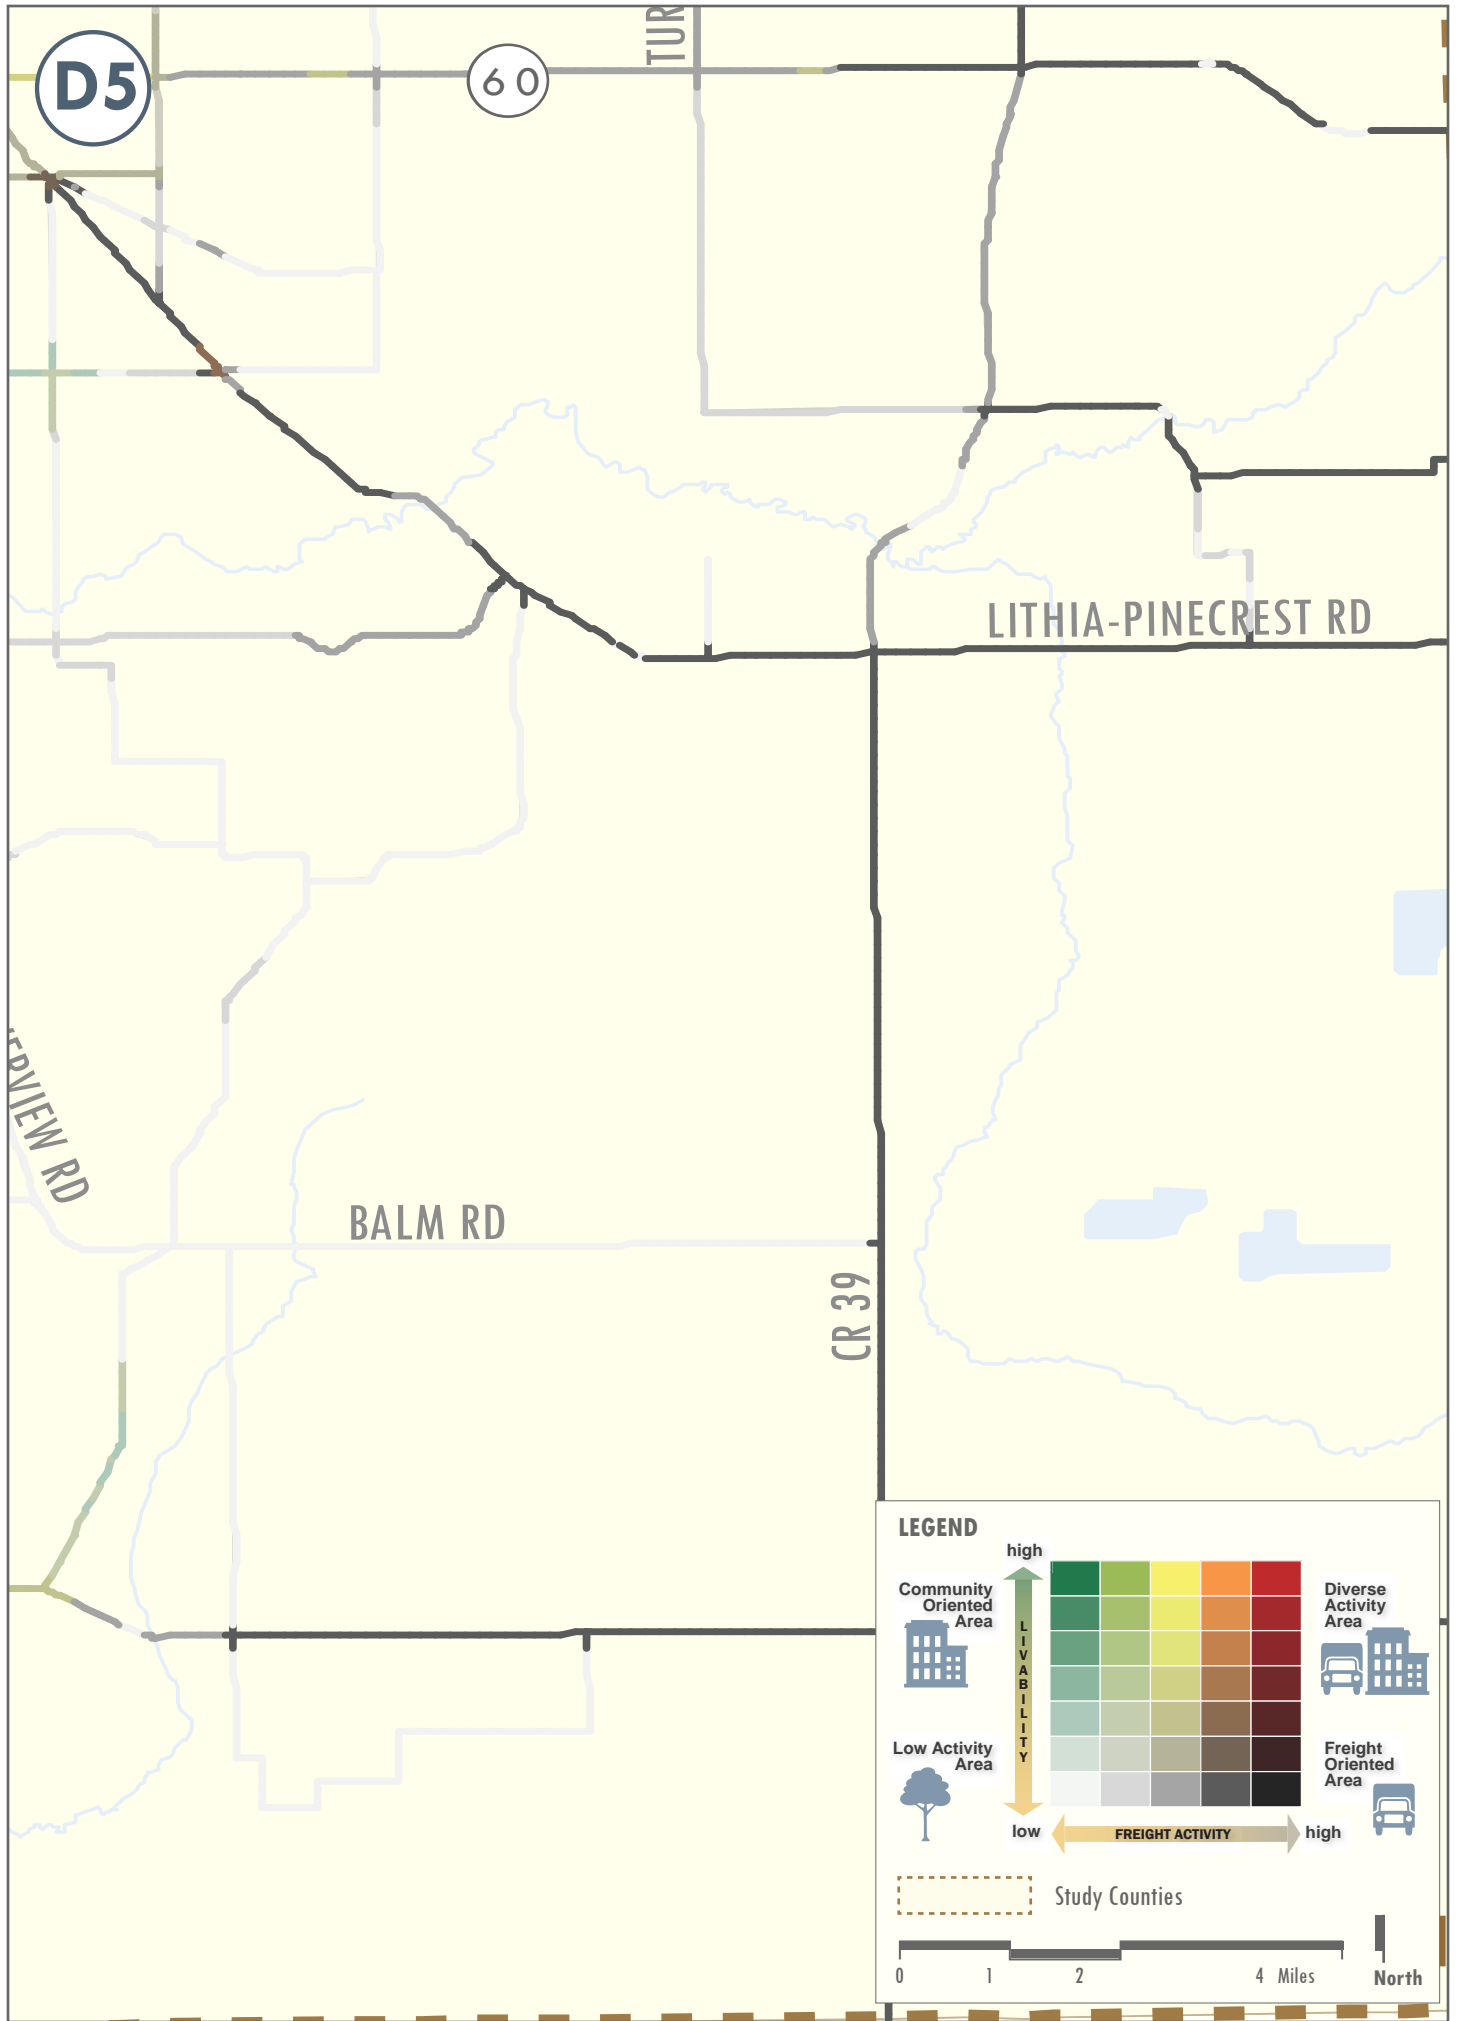 D5
60
TUR
LITHIA-PINECREST RD
ERVIEW RD
BALM RD
CR 39
LEGEND
high
Community
Oriented
Area
LIVABILITY
Diverse
Activity
Area
Low Activity
Area
Freight
Oriented
Area
low
FREIGHT ACTIVITY
high
Study Counties
0 1 2 4 Miles
North